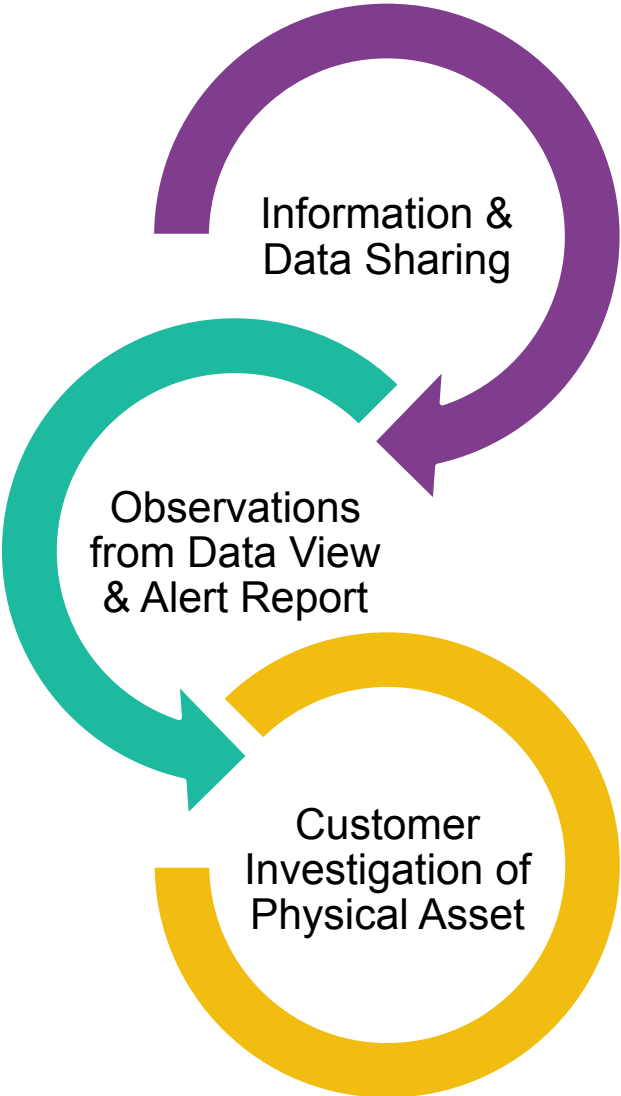 Information &
Data Sharing
Observations
from Data View
& Alert Report
Customer
Investigation of
Physical Asset